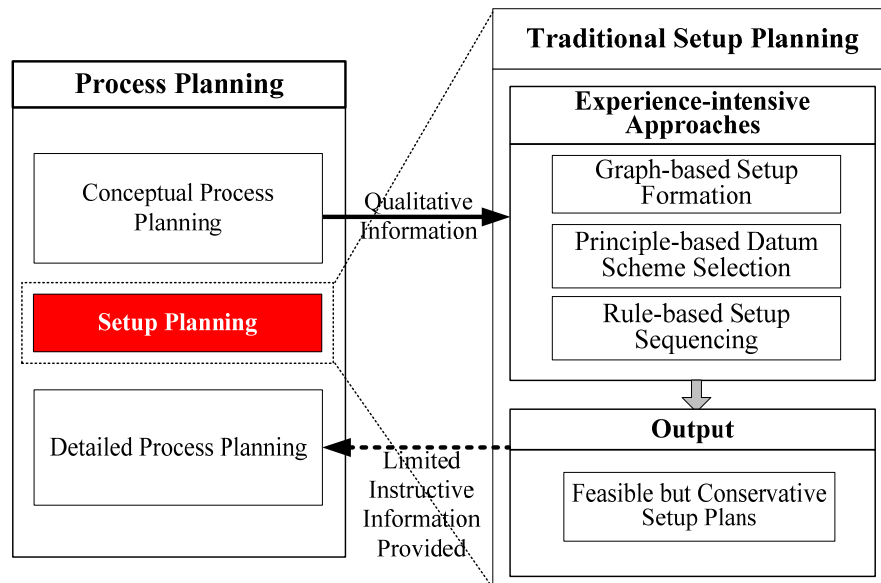 Process Planning
Conceptual Process
Planning
Setup Planning
Detailed Process Planning
Qualitative
Information
Limited
Instructive
Information
Provided
Traditional Setup Planning
Experience-intensive
Approaches
Graph-based Setup
Formation
Principle-based Datum
Scheme Selection
Rule-based Setup
Sequencing
Output
Feasible but Conservative
Setup Plans